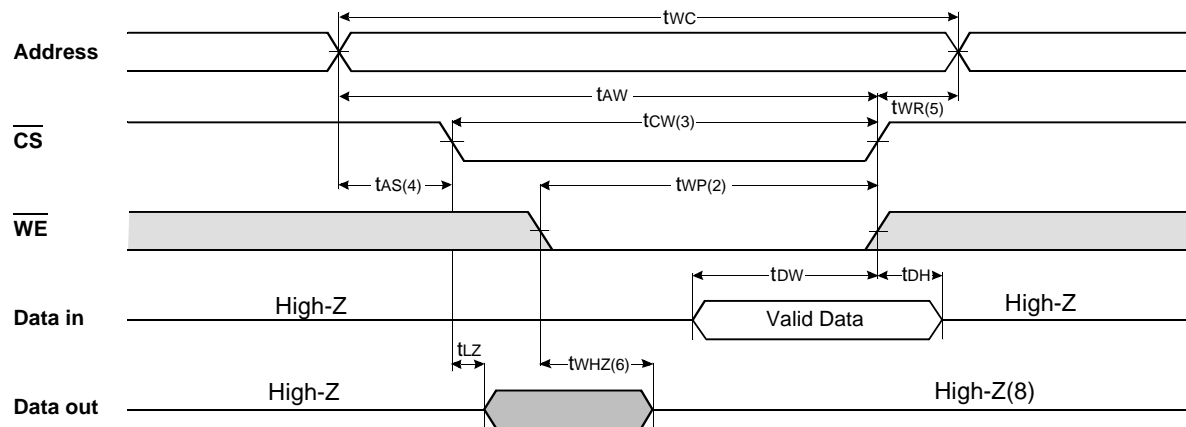 tWC
Address
tAW
tWR(5)
tCW(3)
CS
tAS(4)
tWP(2)
WE
tDW
tDH
High-Z
High-Z
Data in
Valid Data
tLZ
tWHZ(6)
High-Z
High-Z(8)
Data out